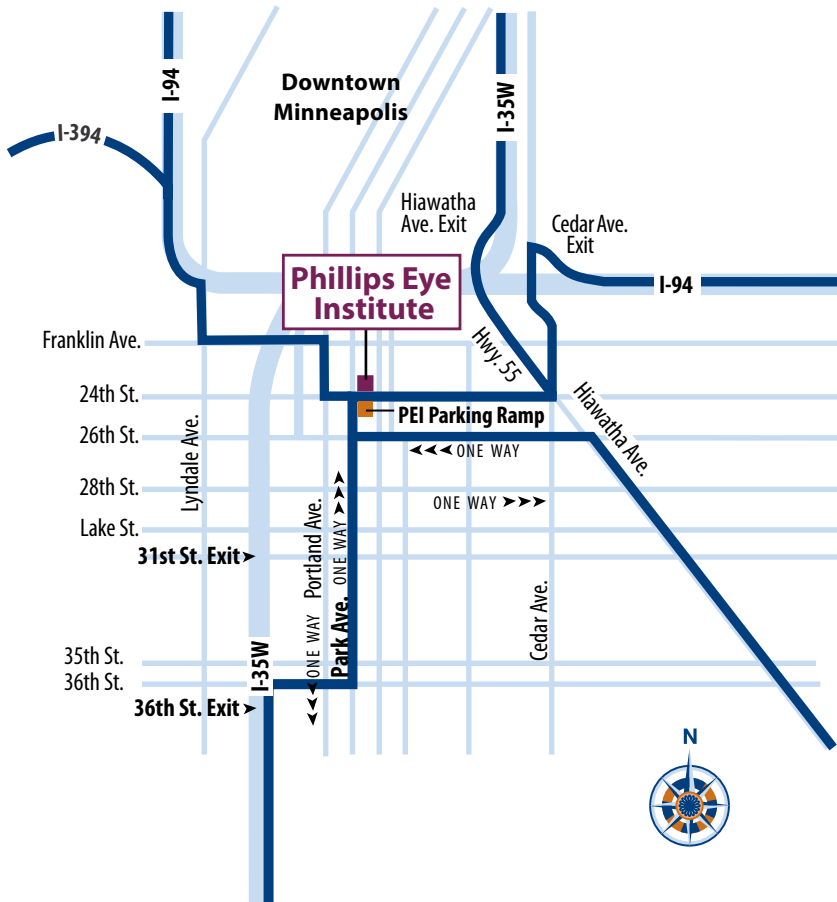 I-94
Downtown
Minneapolis
I-35W
I-394
Hiawatha
Ave. Exit
Cedar Ave.
Exit
Phillips Eye
Institute
I-94
Franklin Ave.
Hwy. 55
24th St.
PEI Parking Ramp
Hiawatha Ave.
26th St.
ONE WAY
Lyndale Ave.
28th St.
ONE WAY
Lake St.
Portland Ave.
ONE WAY
31st St. Exit
Park Ave.
ONE WAY
Cedar Ave.
35th St.
I-35W
36th St.
36th St. Exit
N